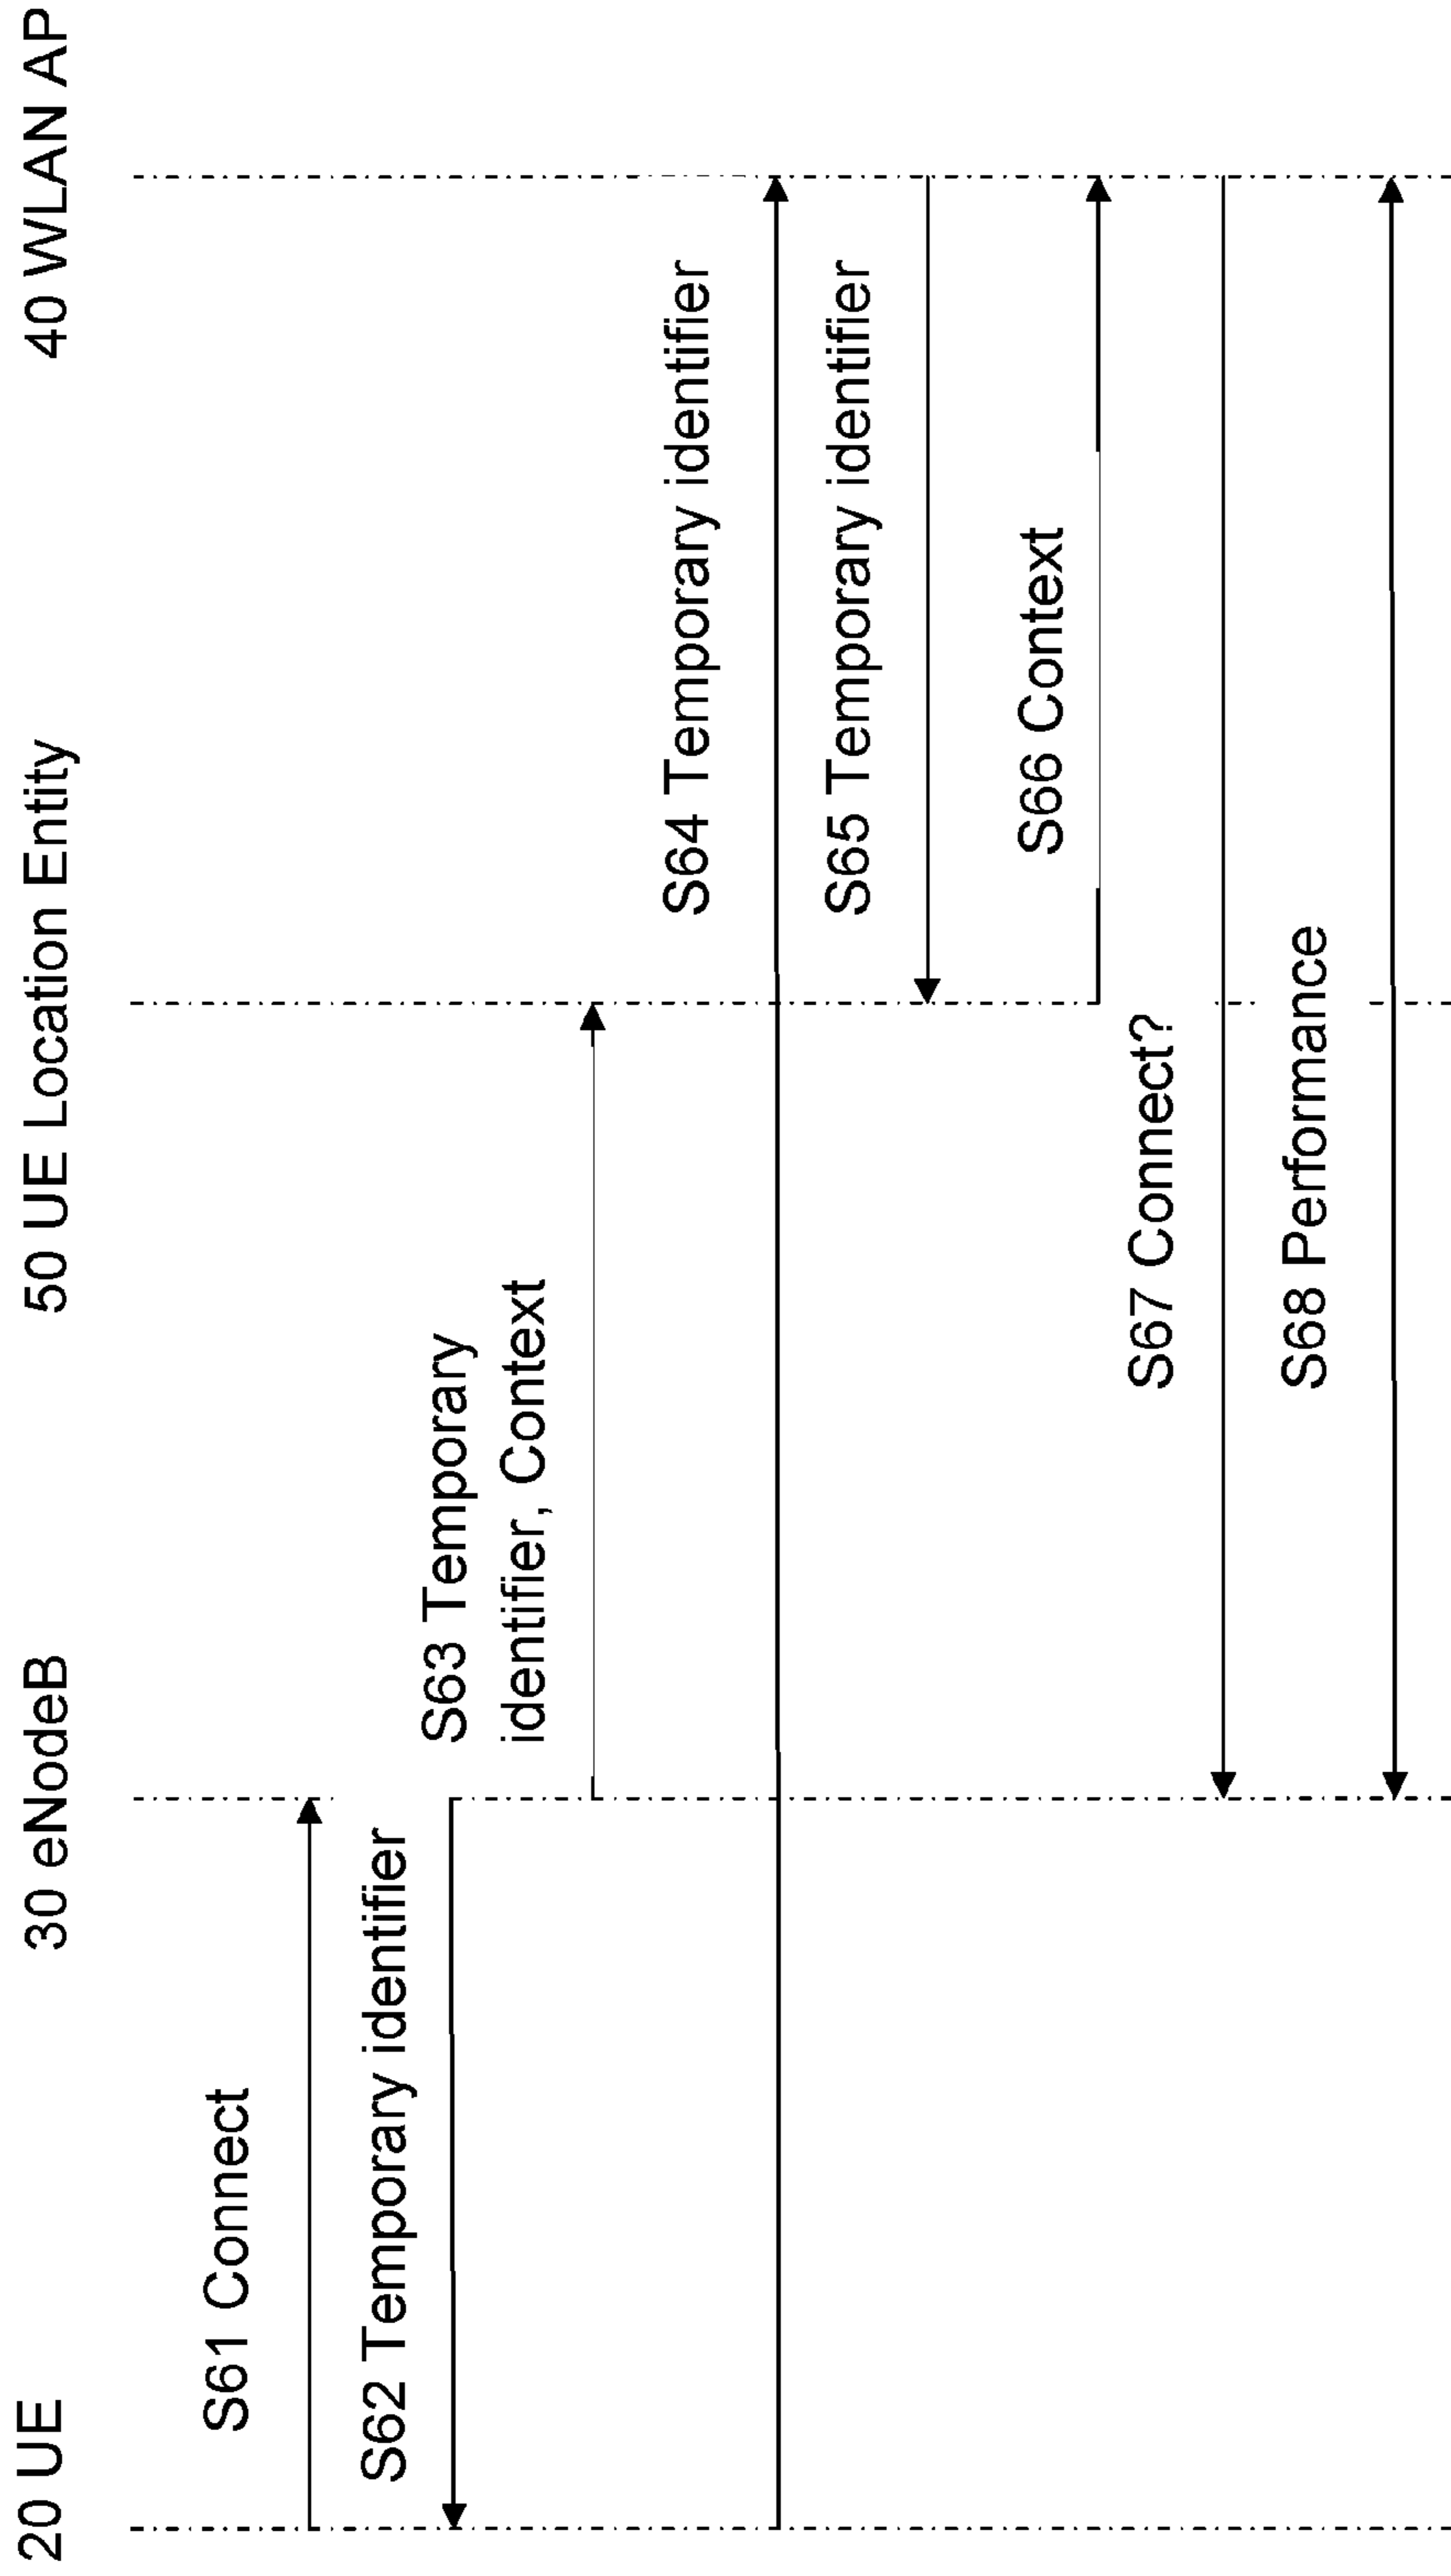 20 UE
30 eNodeB
50 UE Location Entity
40 WLAN AP
S61 Connect
S62 Temporary identifier
S63 Temporary
identifier, Context
S64 Temporary identifier
S65 Temporary identifier
S66 Context
S67 Connect?
S68 Performance